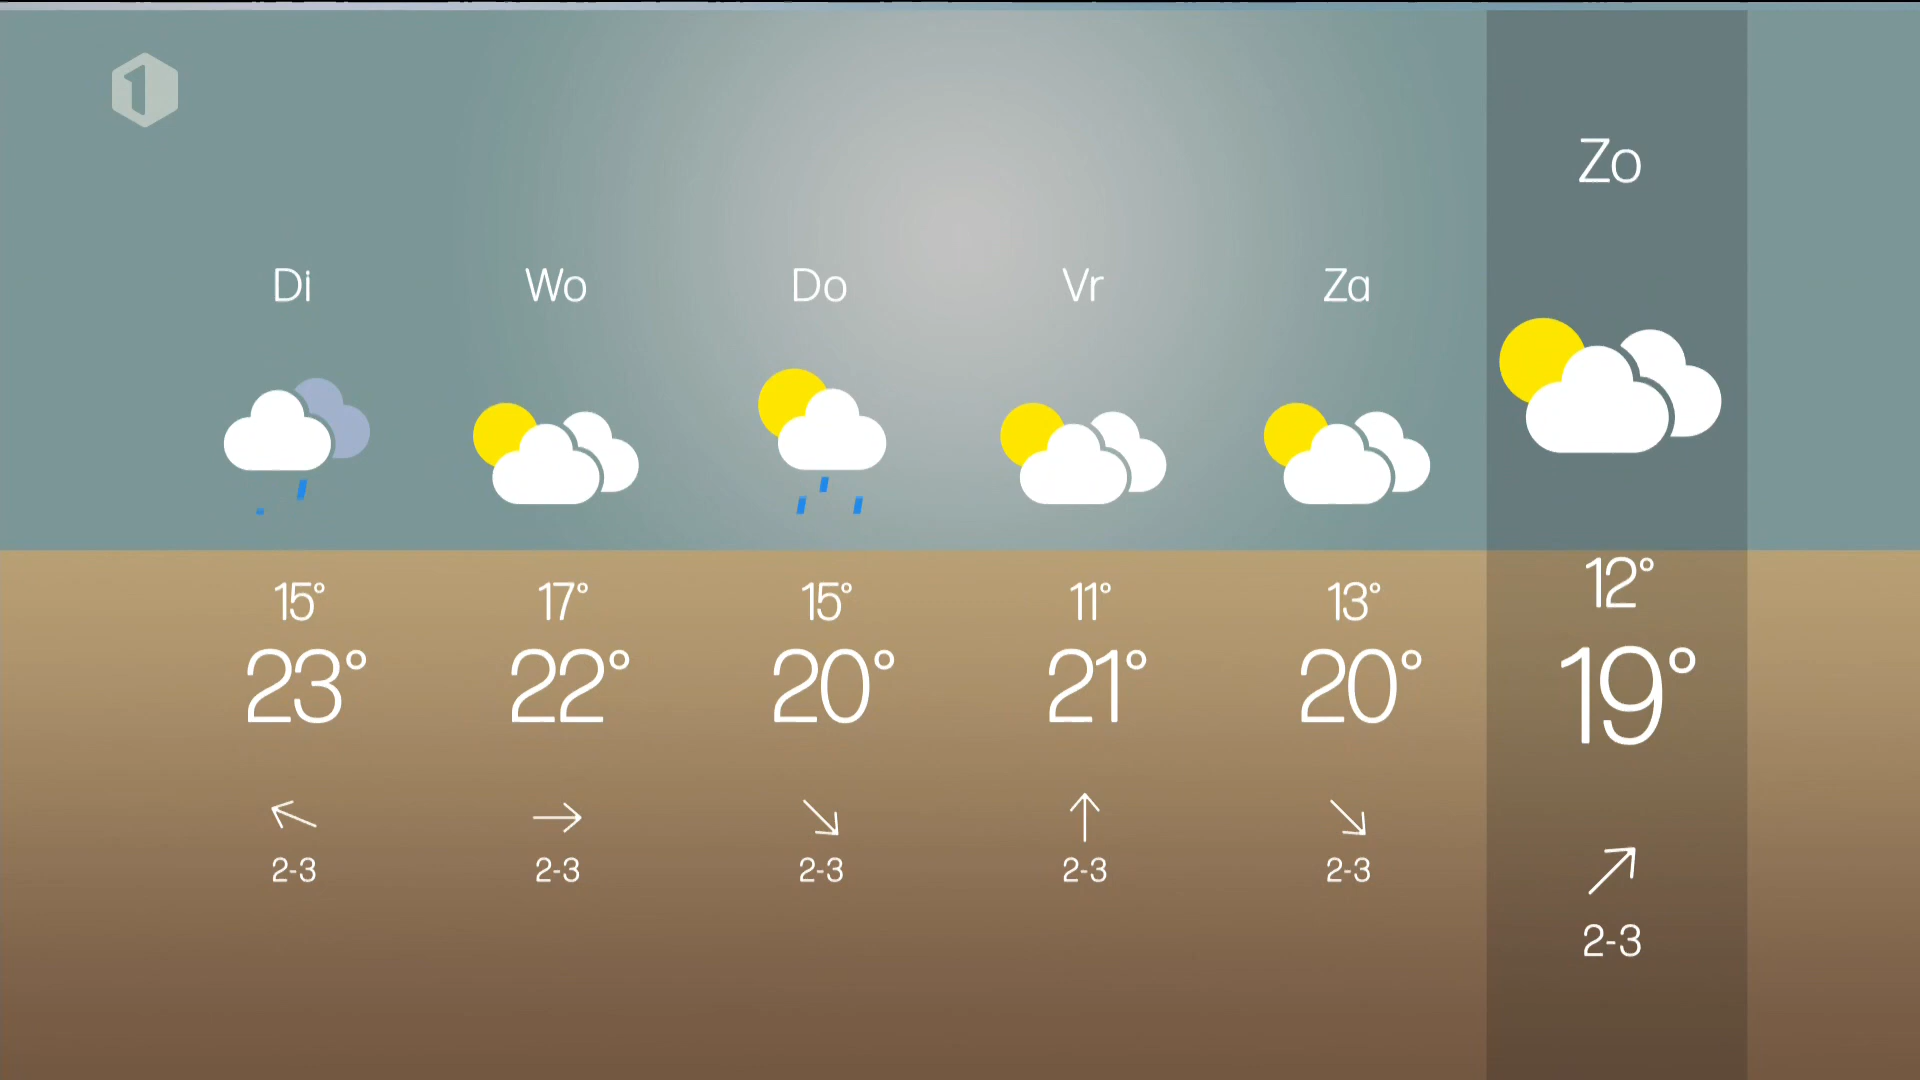 1
Zo
Di Wo Do Vr Za
15° 17° 15° 11° 13° 12°
23° 22° 20° 21° 20° 19°
2-3 2-3 2-3 2-3 2-3 2-3